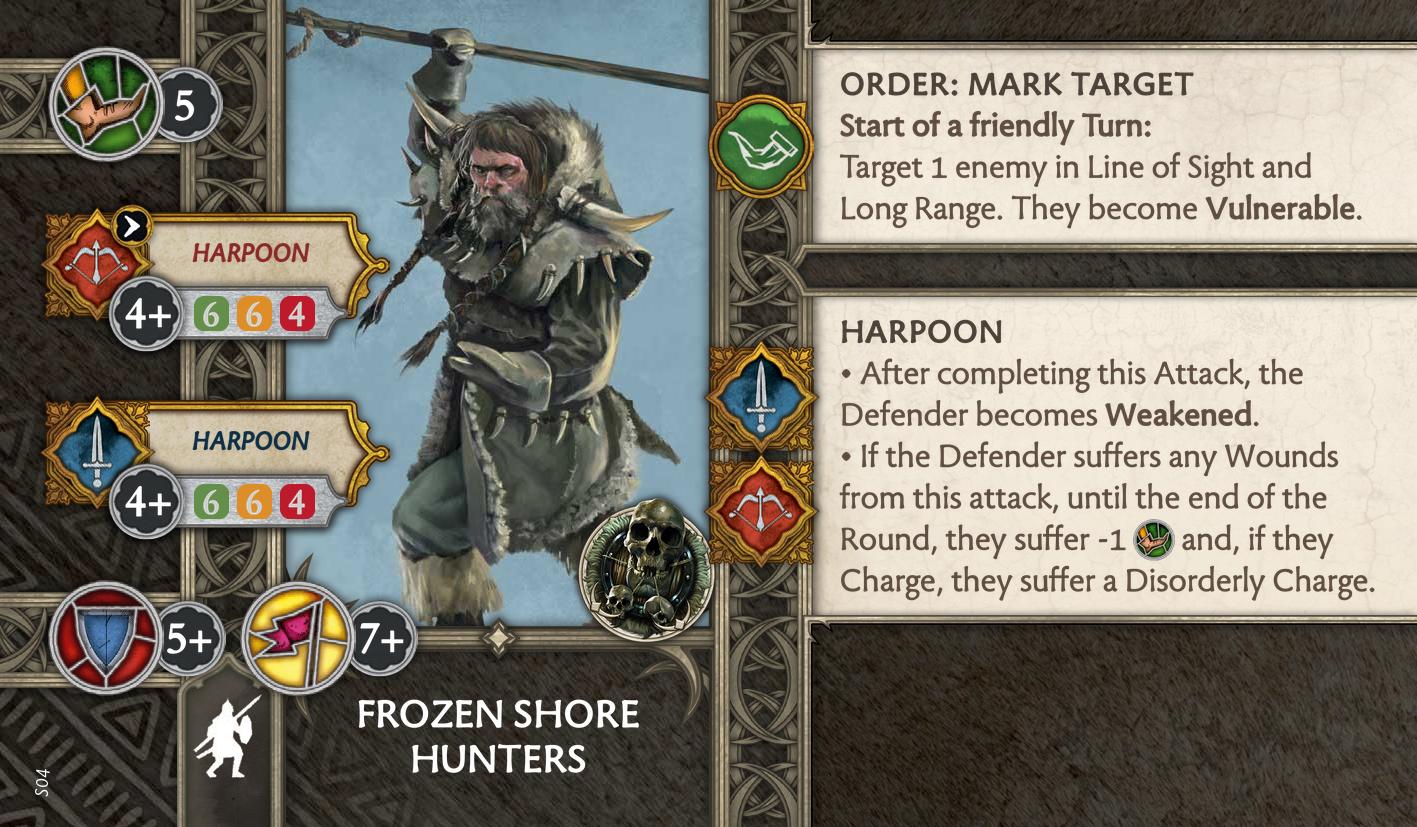 5
HARPOON
4+ 6 6 4
HARPOON
4+ 6 6 4
5+ 7+
FROZEN SHORE
HUNTERS
S04
ORDER: MARK TARGET
Start of a friendly Turn:
Target 1 enemy in Line of Sight and
Long Range. They become Vulnerable.
HARPOON
• After completing this Attack, the
Defender becomes Weakened.
• If the Defender suffers any Wounds
from this attack, until the end of the
Round, they suffer -1 and, if they
Charge, they suffer a Disorderly Charge.